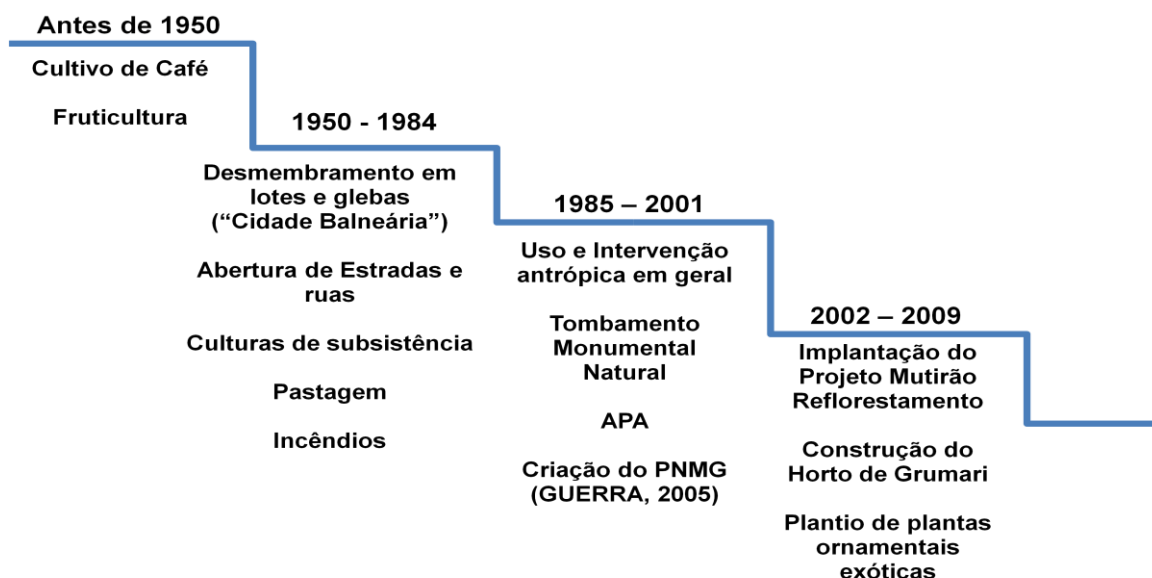 Antes de 1950
Cultivo de Café
Fruticultura
1950 - 1984
Desmembramento em
lotes e glebas
(“Cidade Balneária”)
Abertura de Estradas e
ruas
Culturas de subsistência
Pastagem
Incêndios
1985 – 2001
Uso e Intervenção
antrópica em geral
Tombamento
Monumental
Natural
APA
Criação do PNMG
(GUERRA, 2005)
2002 – 2009
Implantação do
Projeto Mutirão
Reflorestamento
Construção do
Horto de Grumari
Plantio de plantas
ornamentais
exóticas